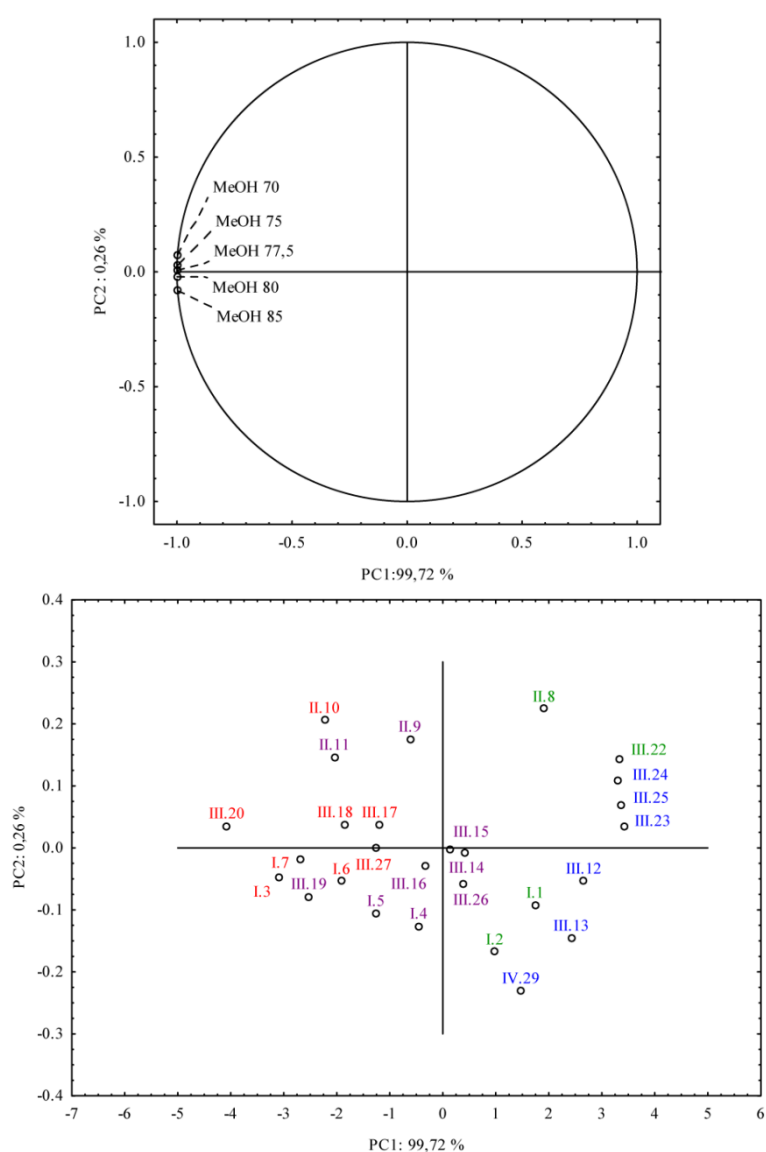 1.0
0.5
0.0
-0.5
-1.0
PC2 : 0,26 %
MeOH 70
MeOH 75
MeOH 77,5
MeOH 80
MeOH 85
-1.0 -0.5 0.0 0.5 1.0
PC1:99,72 %
0.4
0.3
0.2
0.1
0.0
-0.1
-0.2
-0.3
-0.4
PC2: 0,26 %
II.8
II.10
II.9
II.11
III.22
III.24
III.25
III.23
III.20
III.18 III.17
III.15
I.7 I.6 III.27 III.14 III.12
I.3 III.19 III.16 III.26 I.1
I.5 I.4 III.13
I.2
IV.29
-7 -6 -5 -4 -3 -2 -1 0 1 2 3 4 5 6
PC1: 99,72 %